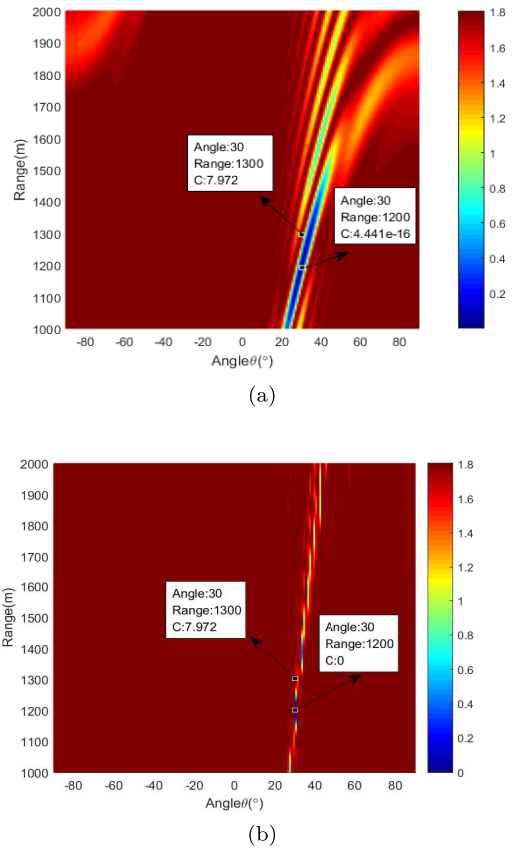 2000
1900
1800
1700
1600
1500
1400
1300
1200
1100
1000
Range(m)
-80 -60 -40 -20 0 20 40 60 80
Angleθ(°)
Angle:30
Range:1300
C:7.972
Angle:30
Range:1200
C:4.441e-16
1.8
1.6
1.4
1.2
1
0.8
0.6
0.4
0.2
(a)
2000
1900
1800
1700
1600
1500
1400
1300
1200
1100
1000
Range(m)
-80 -60 -40 -20 0 20 40 60 80
Angleθ(°)
Angle:30
Range:1300
C:7.972
Angle:30
Range:1200
C:0
1.8
1.6
1.4
1.2
1
0.8
0.6
0.4
0.2
0
(b)